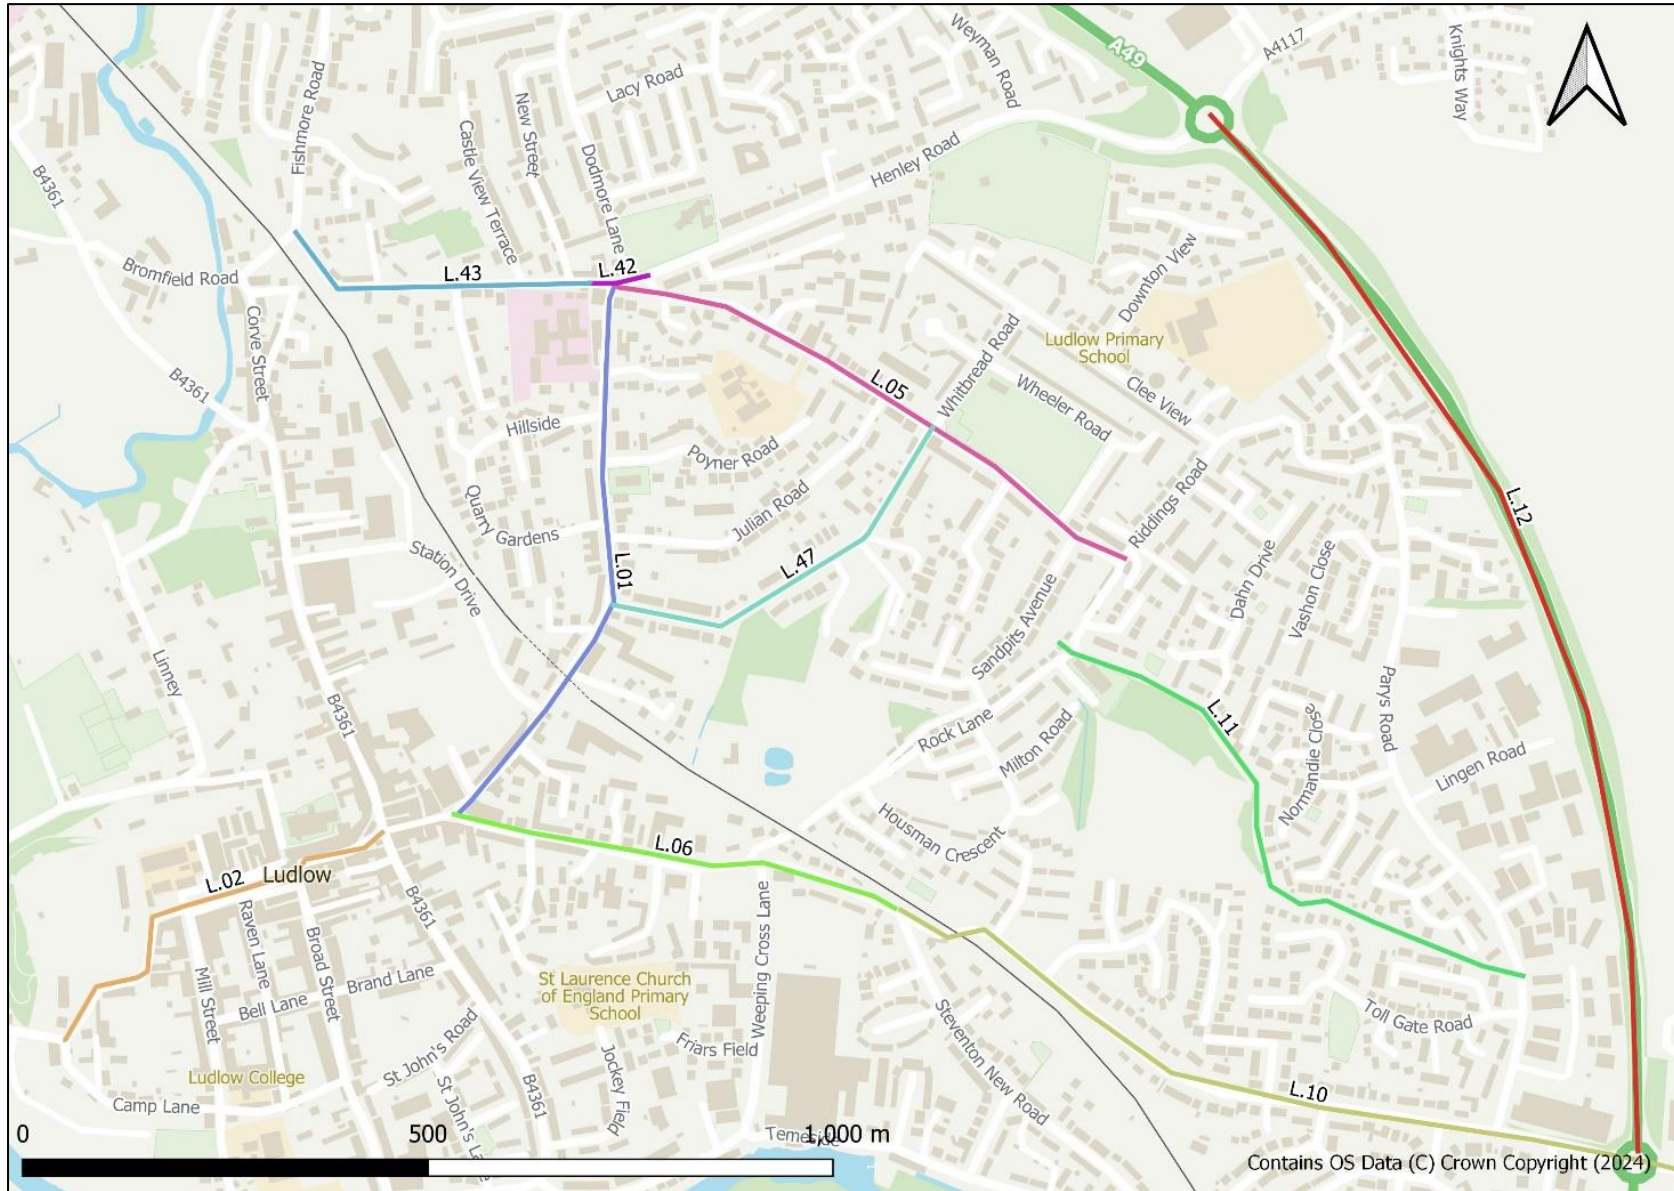 Weyman Road
A49
A4117
Knights Way
Fishmore Road
Lacy Road
New Street
Castle View Terrace
Dodmore Lane
Henley Road
B4361
Bromfield Road
L.43
L.42
Downton View
Corve Street
B4361
Ludlow Primary
School
Whitbread Road
Clee View
Wheeler Road
L.05
Hillside
Poyner Road
Quarry Gardens
Julian Road
Riddings Road
L.12
Station Drive
L.01
L.47
Dahn Drive
Vashon Close
Sandpits Avenue
Linney
B4361
Rock Lane
Milton Road
L.11
Normandie Close
Parys Road
Lingen Road
Housman Crescent
L.06
L.02
Ludlow
Raven Lane
Broad Street
B4361
Weeping Cross Lane
Mill Street
Bell Lane
Brand Lane
St Laurence Church
of England Primary
School
Friars Field
Steventon New Road
Toll Gate Road
St John's Road
Ludlow College
Jockey Field
L.10
Camp Lane
St John's La
B4361
Temeside
0
500
1 000 m
Contains OS Data (C) Crown Copyright (2024)